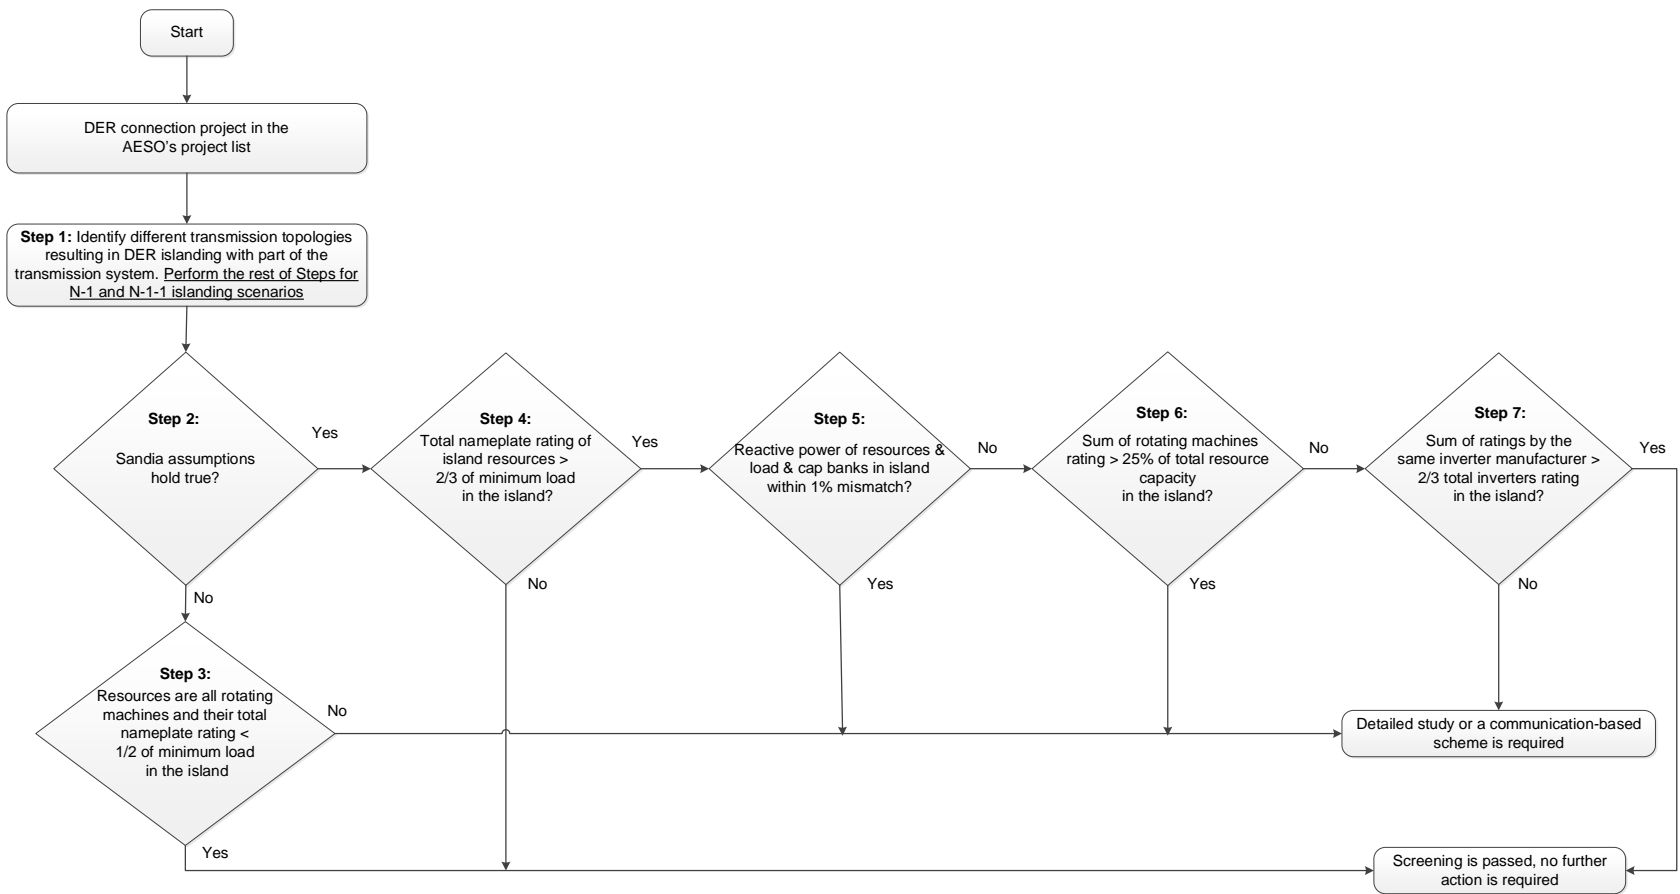 Start
DER connection project in the
AESO's project list
Step 1: Identify different transmission topologies
resulting in DER islanding with part of the
transmission system. Perform the rest of Steps for
N-1 and N-1-1 islanding scenarios
Step 2:
Sandia assumptions
hold true?
Yes
No
Step 4:
Total nameplate rating of
island resources >
2/3 of minimum load
in the island?
Yes
No
Step 5:
Reactive power of resources &
load & cap banks in island
within 1% mismatch?
No
Yes
Step 6:
Sum of rotating machines
rating > 25% of total resource
capacity
in the island?
No
Yes
Step 7:
Sum of ratings by the
same inverter manufacturer >
2/3 total inverters rating
in the island?
Yes
No
Step 3:
Resources are all rotating
machines and their total
nameplate rating <
1/2 of minimum load
in the island
No
Yes
Detailed study or a communication-based
scheme is required
Screening is passed, no further
action is required